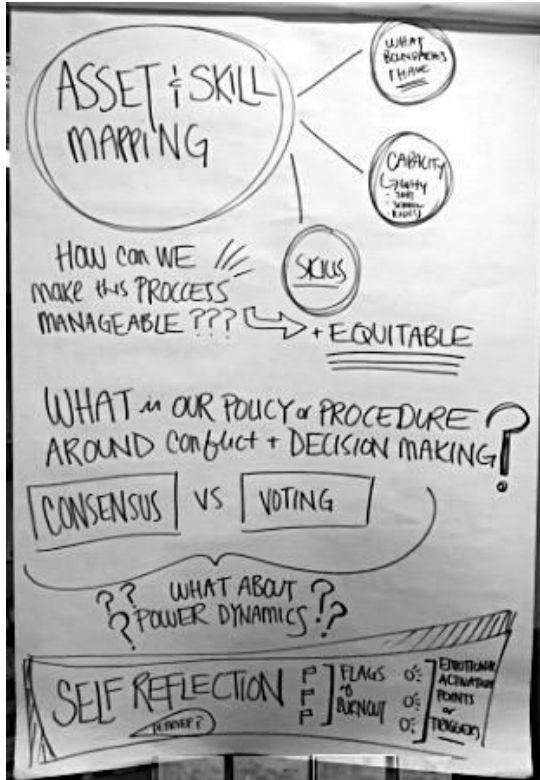 ASSET & SKILL
MAPPING
WHAT
BOUNDARIES
I HAVE
CAPACITY
SKILLS
HOW can WE
make this PROCCESS
MANAGEABLE ???
+ EQUITABLE
WHAT is OUR POLICY or PROCEDURE
AROUND Conflict + DECISION MAKING ?
CONSENSUS VS VOTING
?? WHAT ABOUT ??
? POWER DYNAMICS ?
SELF REFLECTION
FLAGS
to
BURNOUT
EMOTIONAL
ACTIVATION
POINTS
or
TRIGGERS